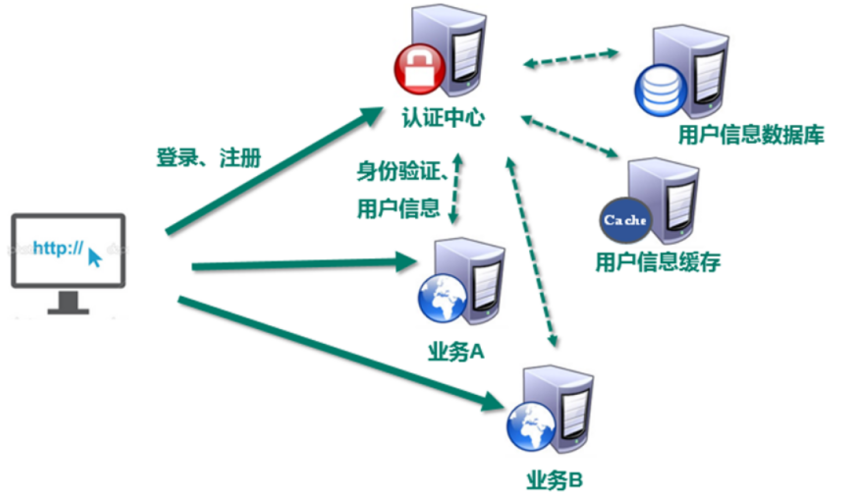 认证中心
用户信息数据库
登录、注册
身份验证、
用户信息
Cache
http://
用户信息缓存
业务A
业务B